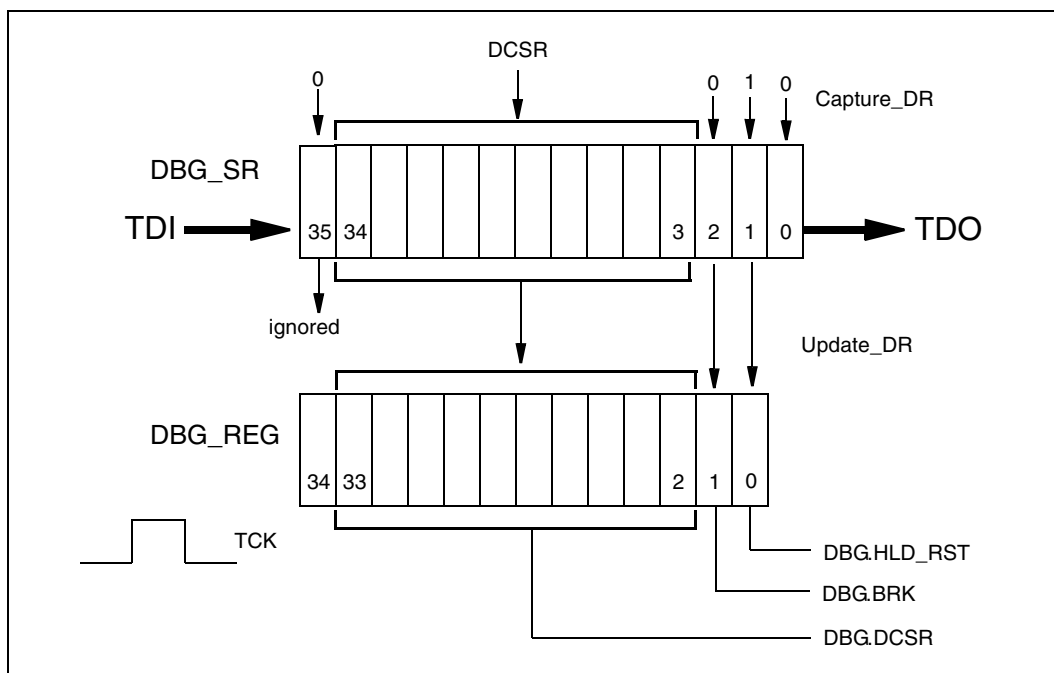 DCSR
0
0 1 0
Capture_DR
DBG_SR
TDI
35 34 3 2 1 0
TDO
ignored
Update_DR
DBG_REG
34 33 2 1 0
TCK
DBG.HLD_RST
DBG.BRK
DBG.DCSR